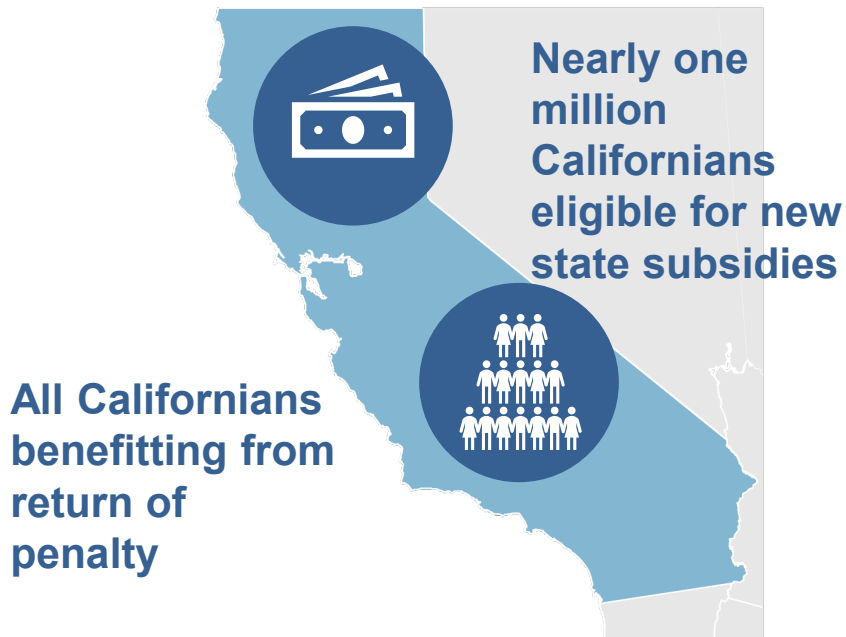 Nearly one
million
Californians
eligible for new
state subsidies
All Californians
benefitting from
return of
penalty